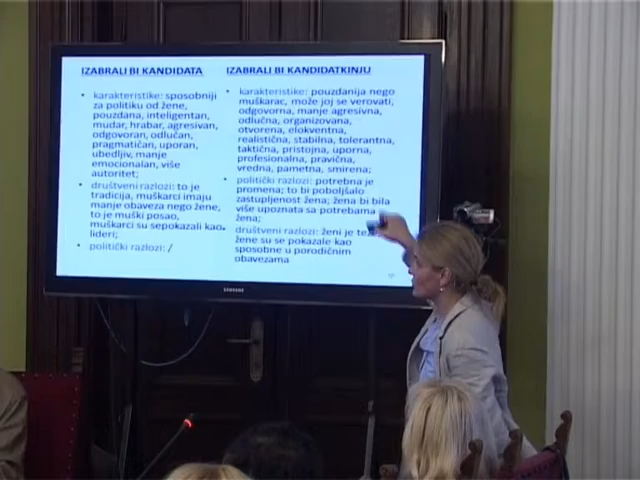 IZABRALI BI KANDIDATA
• karakteristike: sposobniji
za politiku od žene,
pouzdana, inteligentan,
mudar, hrabar, agresivan,
odgovoran, odlučan,
pragmatičan, uporan,
ubedljiv, manje
emocionalan, više
autoritet;
• društveni razlozi: to je
tradicija, muškarci imaju
manje obaveza nego žene,
to je muški posao,
muškarci su sepokazali kao
lideri;
• politički razlozi: /
IZABRALI BI KANDIDATKINJU
• karakteristike: pouzdanija nego
muškarac, može joj se verovati,
odgovorna, manje agresivna,
odlučna, organizovana,
otvorena, elokventna,
realistična, stabilna, tolerantna,
taktična, pristojna, uporna,
profesionalna, pravična,
vredna, pametna, smirena;
• politički razlozi: potrebna je
promena; to bi poboljšalo
zastupljenost žena; žena bi bila
više upoznata sa potrebama
žena;
• društveni razlozi: ženi je
žene su se pokazale kao
sposobne u porodičnim
obavezama
SAMSUNG